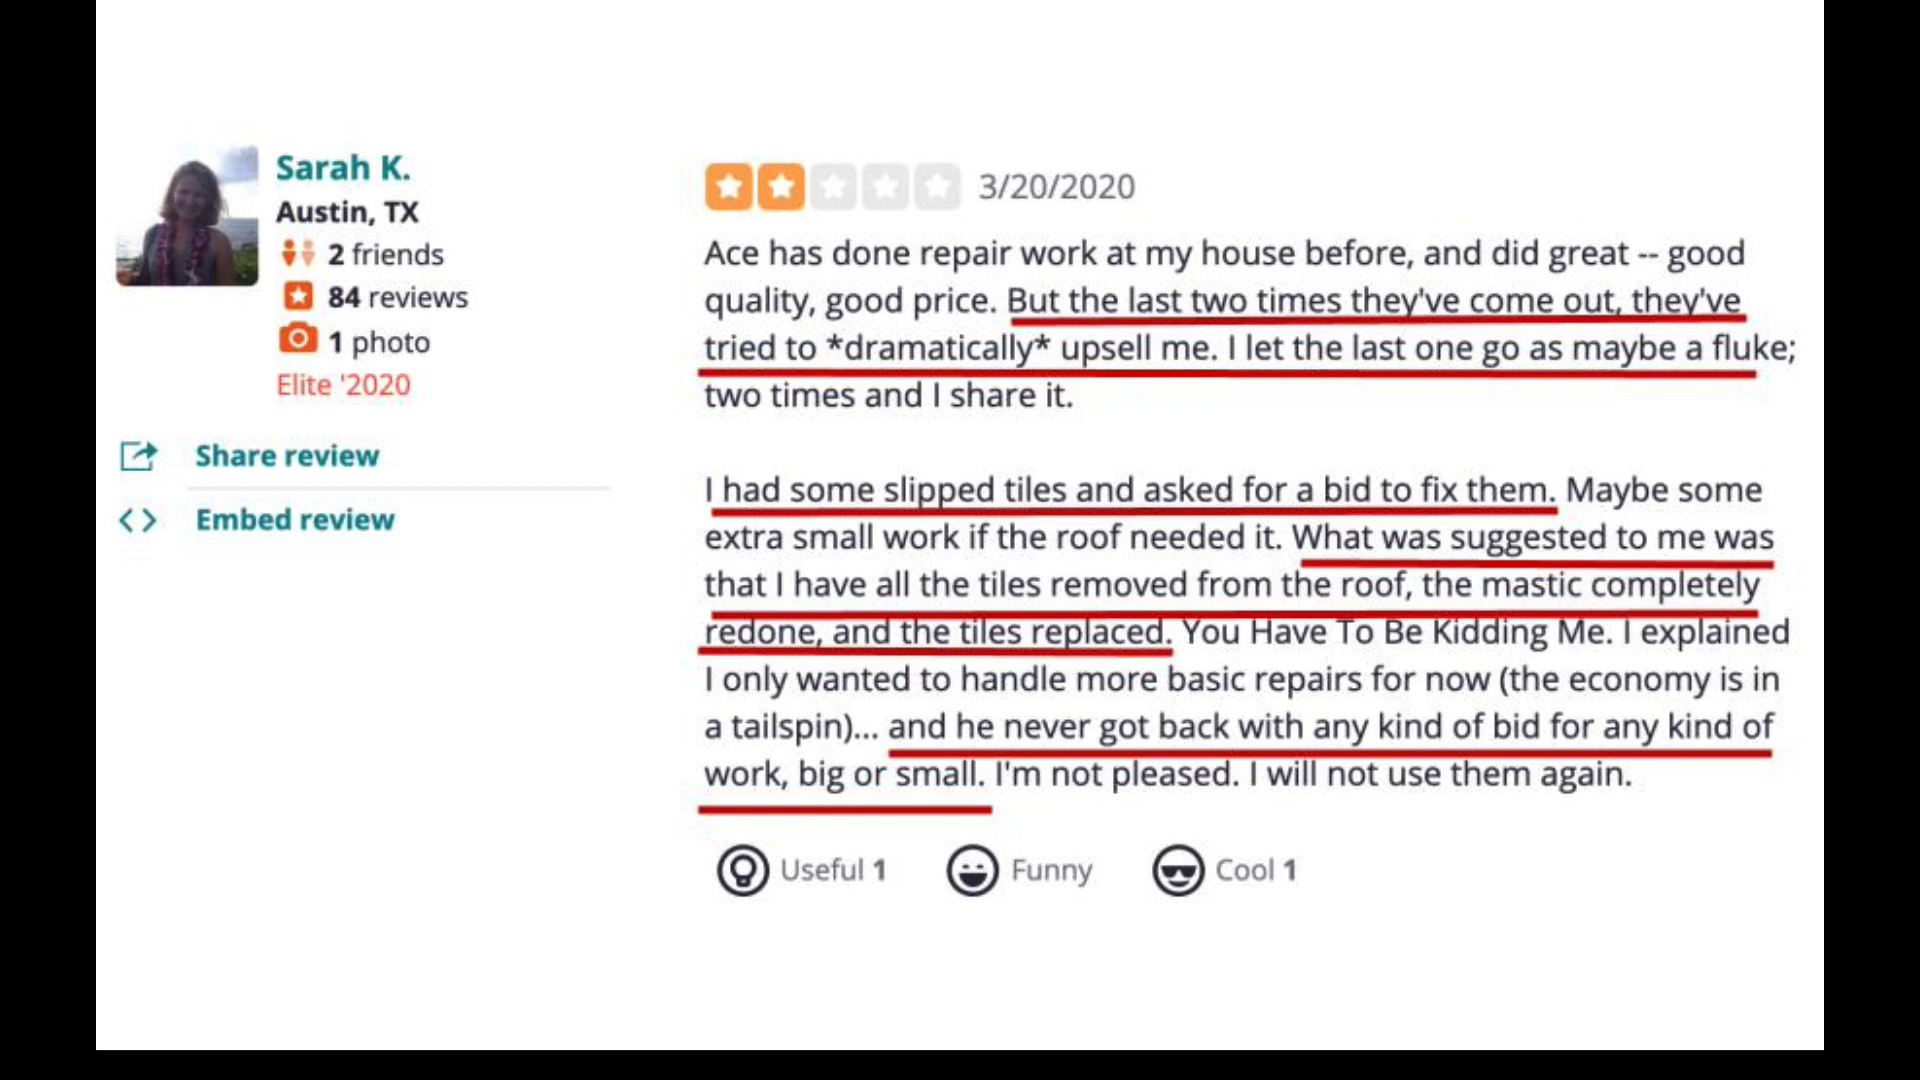 Sarah K.
Austin, TX
2 friends
84 reviews
1 photo
Elite '2020
Share review
Embed review
3/20/2020
Ace has done repair work at my house before, and did great -- good
quality, good price. But the last two times they've come out, they've
tried to *dramatically* upsell me. I let the last one go as maybe a fluke;
two times and I share it.
I had some slipped tiles and asked for a bid to fix them. Maybe some
extra small work if the roof needed it. What was suggested to me was
that I have all the tiles removed from the roof, the mastic completely
redone, and the tiles replaced. You Have To Be Kidding Me. I explained
I only wanted to handle more basic repairs for now (the economy is in
a tailspin)... and he never got back with any kind of bid for any kind of
work, big or small. I'm not pleased. I will not use them again.
Useful 1 Funny Cool 1